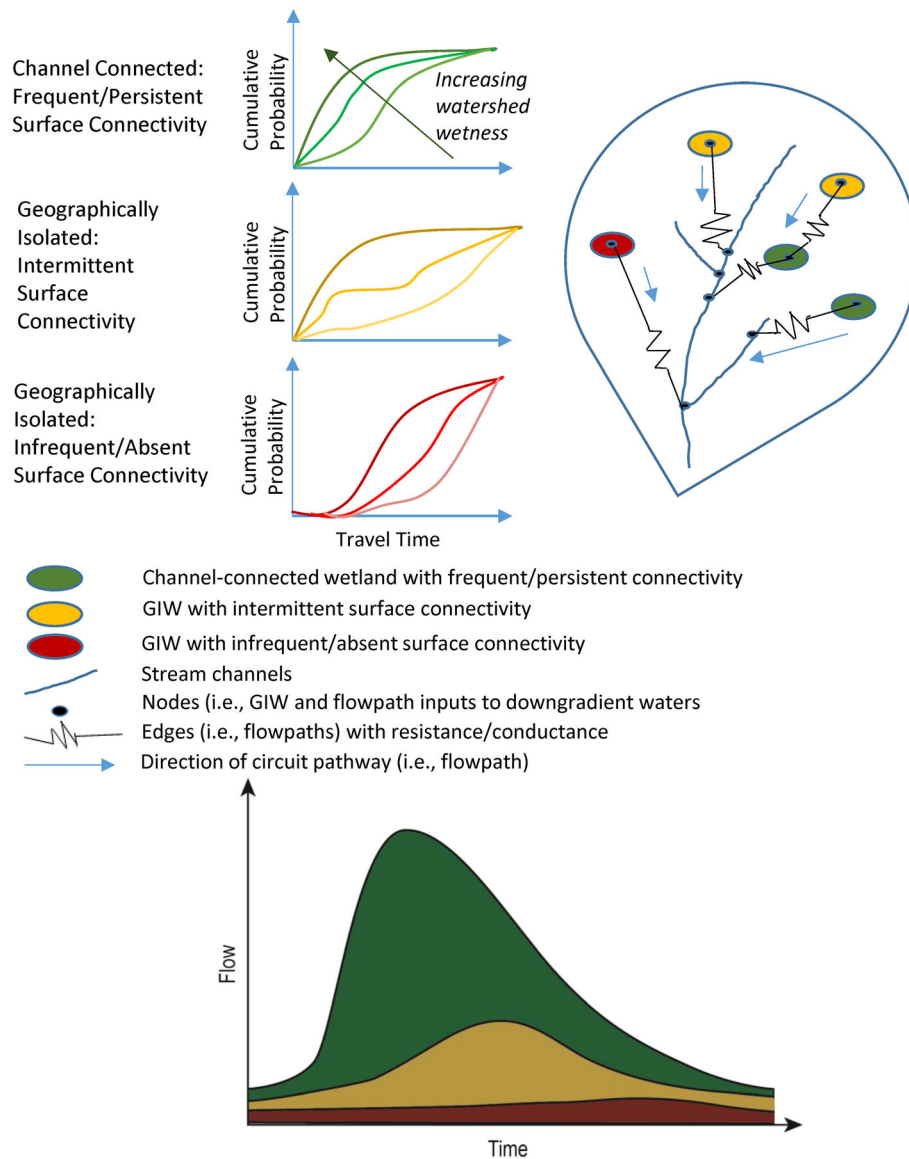 Channel Connected:
Frequent/Persistent
Surface Connectivity
Cumulative
Probability
Increasing
watershed
wetness
Geographically
Isolated:
Intermittent
Surface
Connectivity
Cumulative
Probability
Geographically
Isolated:
Infrequent/Absent
Surface Connectivity
Cumulative
Probability
Travel Time
Channel-connected wetland with frequent/persistent connectivity
GIW with intermittent surface connectivity
GIW with infrequent/absent surface connectivity
Stream channels
Nodes (i.e., GIW and flowpath inputs to downgradient waters
Edges (i.e., flowpaths) with resistance/conductance
Direction of circuit pathway (i.e., flowpath)
Flow
Time